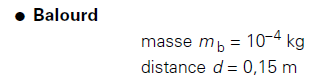 ● Balourd
masse m_b = 10⁻⁴ kg
distance d = 0,15 m